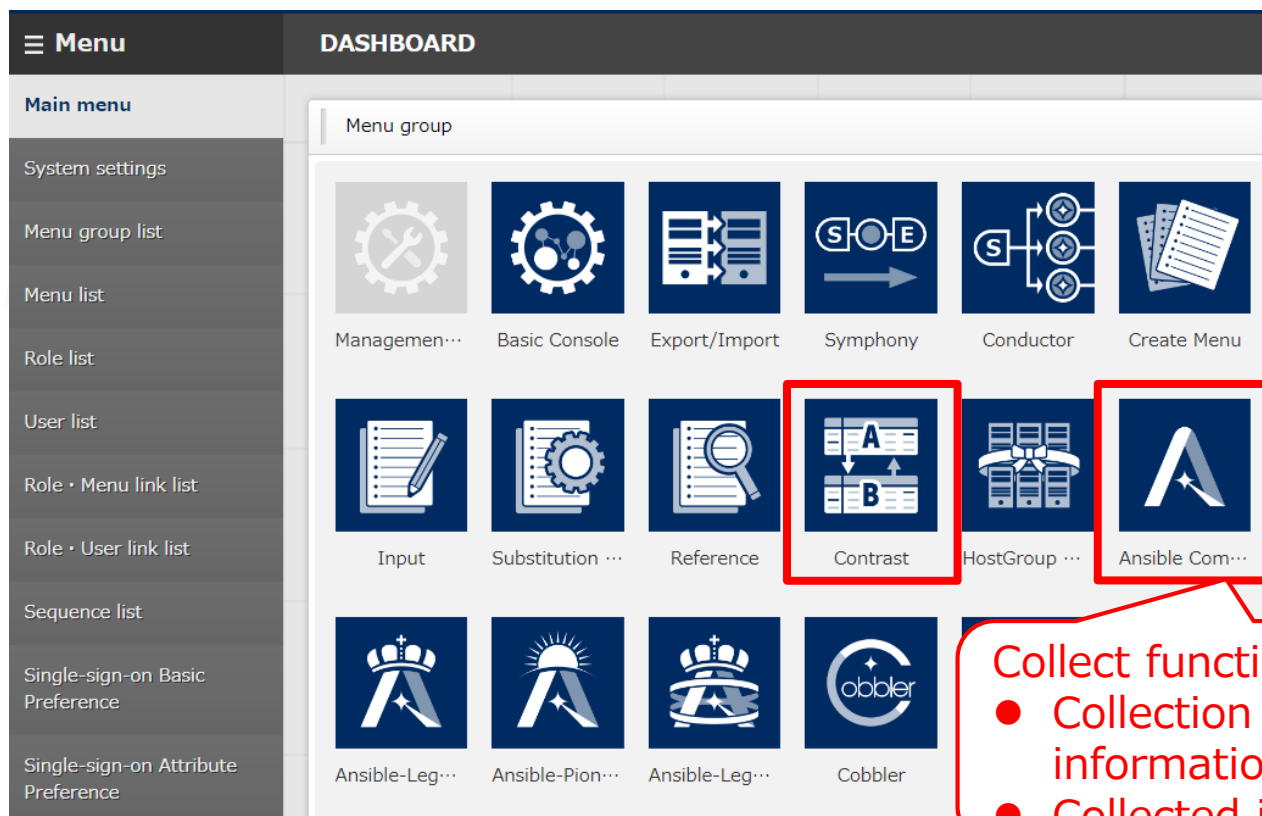 ☰ Menu
DASHBOARD
Main menu
System settings
Menu group list
Menu list
Role list
User list
Role・Menu link list
Role・User link list
Sequence list
Single-sign-on Basic
Preference
Single-sign-on Attribute
Preference
Menu group
S E
S
Managemen…
Basic Console
Export/Import
Symphony
Conductor
Create Menu
A
B
Input
Substitution …
Reference
Contrast
HostGroup …
Ansible Com…
Cobbler
Ansible-Leg…
Ansible-Pion…
Ansible-Leg…
Cobbler
Collect functi
● Collection
informatio
● Collected i